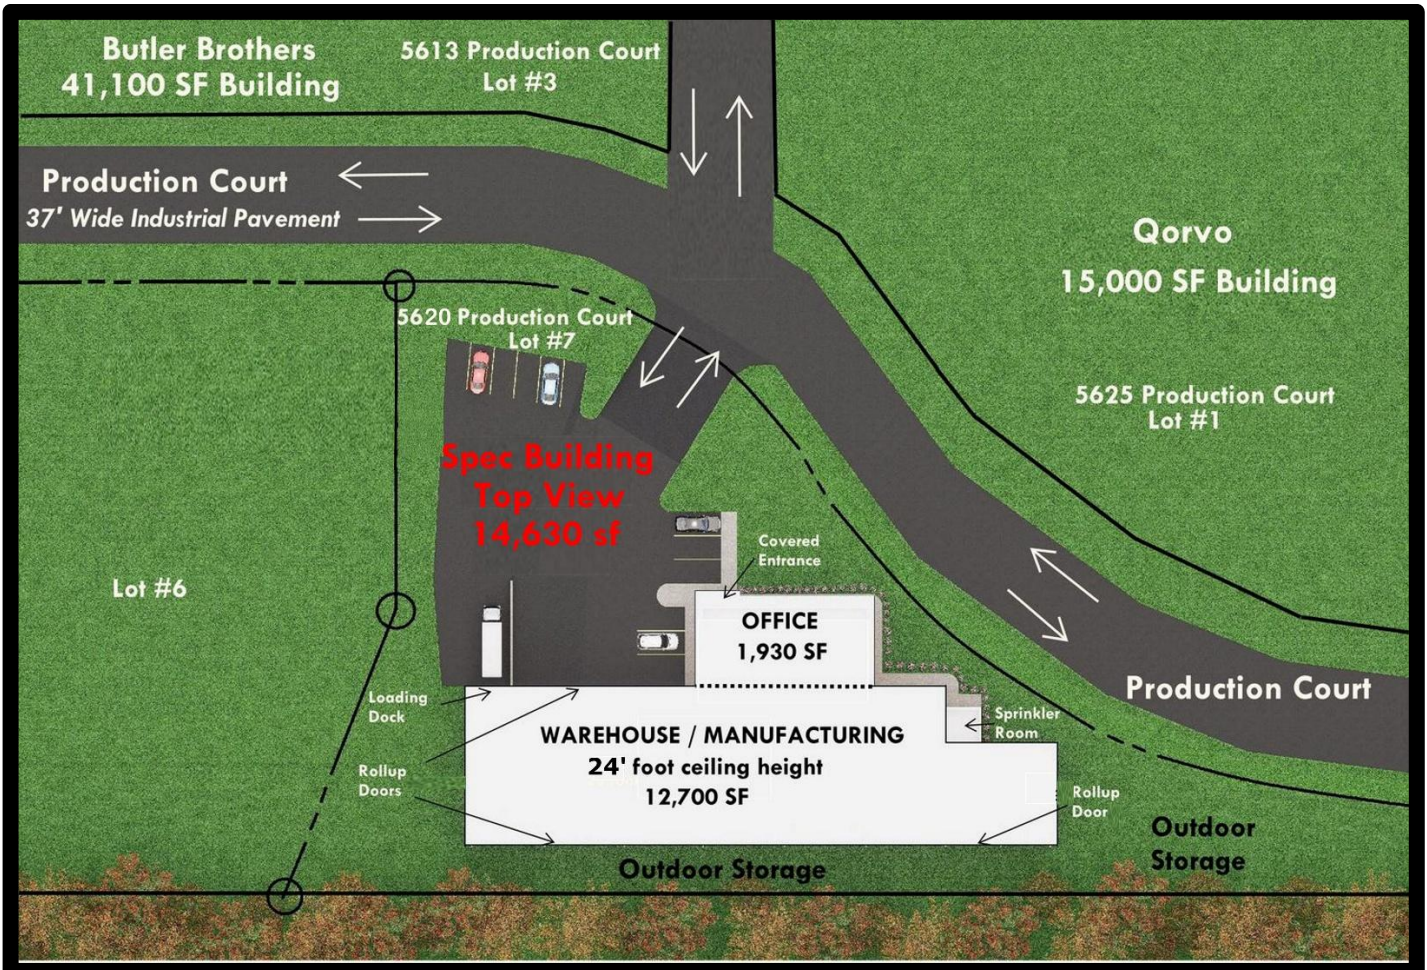 Butler Brothers
41,100 SF Building
5613 Production Court
Lot #3
Production Court
37' Wide Industrial Pavement
Qorvo
15,000 SF Building
5620 Production Court
Lot #7
5625 Production Court
Lot #1
Spec Building
Top View
14,630 sf
Lot #6
Covered
Entrance
OFFICE
1,930 SF
Loading
Dock
Production Court
Sprinkler
Room
WAREHOUSE / MANUFACTURING
24' foot ceiling height
12,700 SF
Rollup
Doors
Rollup
Door
Outdoor
Storage
Outdoor Storage